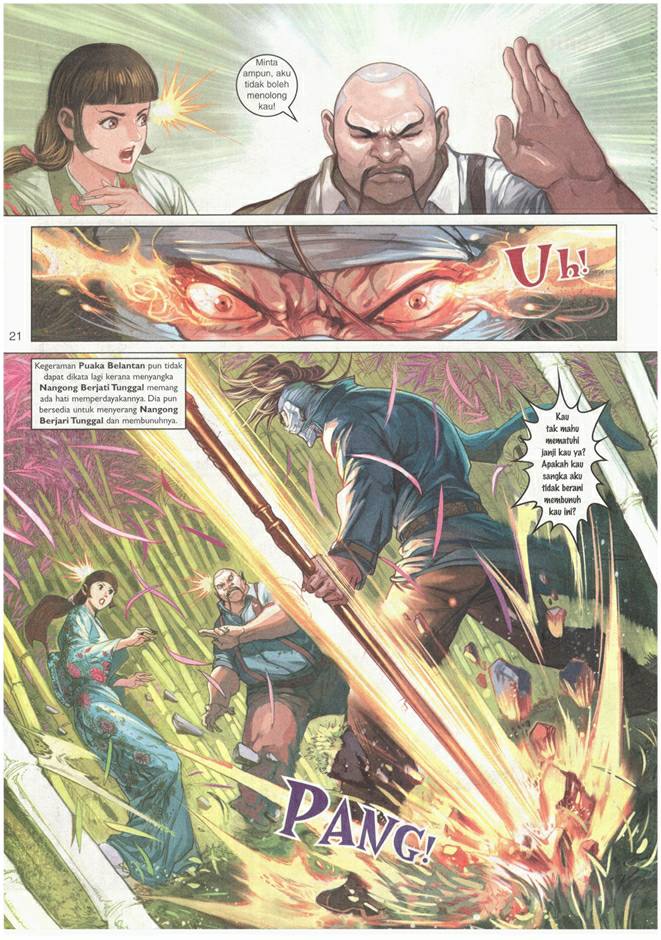 Minta
ampun, aku
tidak boleh
menolong
kau!
Uh!
21
Kegeraman Puaka Belantan pun tidak
dapat dikata lagi kerana menyangka
Nangong Berjati Tunggal memang
ada hati memperdayakannya. Dia pun
bersedia untuk menyerang Nangong
Berjari Tunggal dan membunuhnya.
Kau
tak mahu
mematuhi
janji kau ya?
Apakah kau
sangka aku
tidak berani
membunuh
kau ini?
PANG!